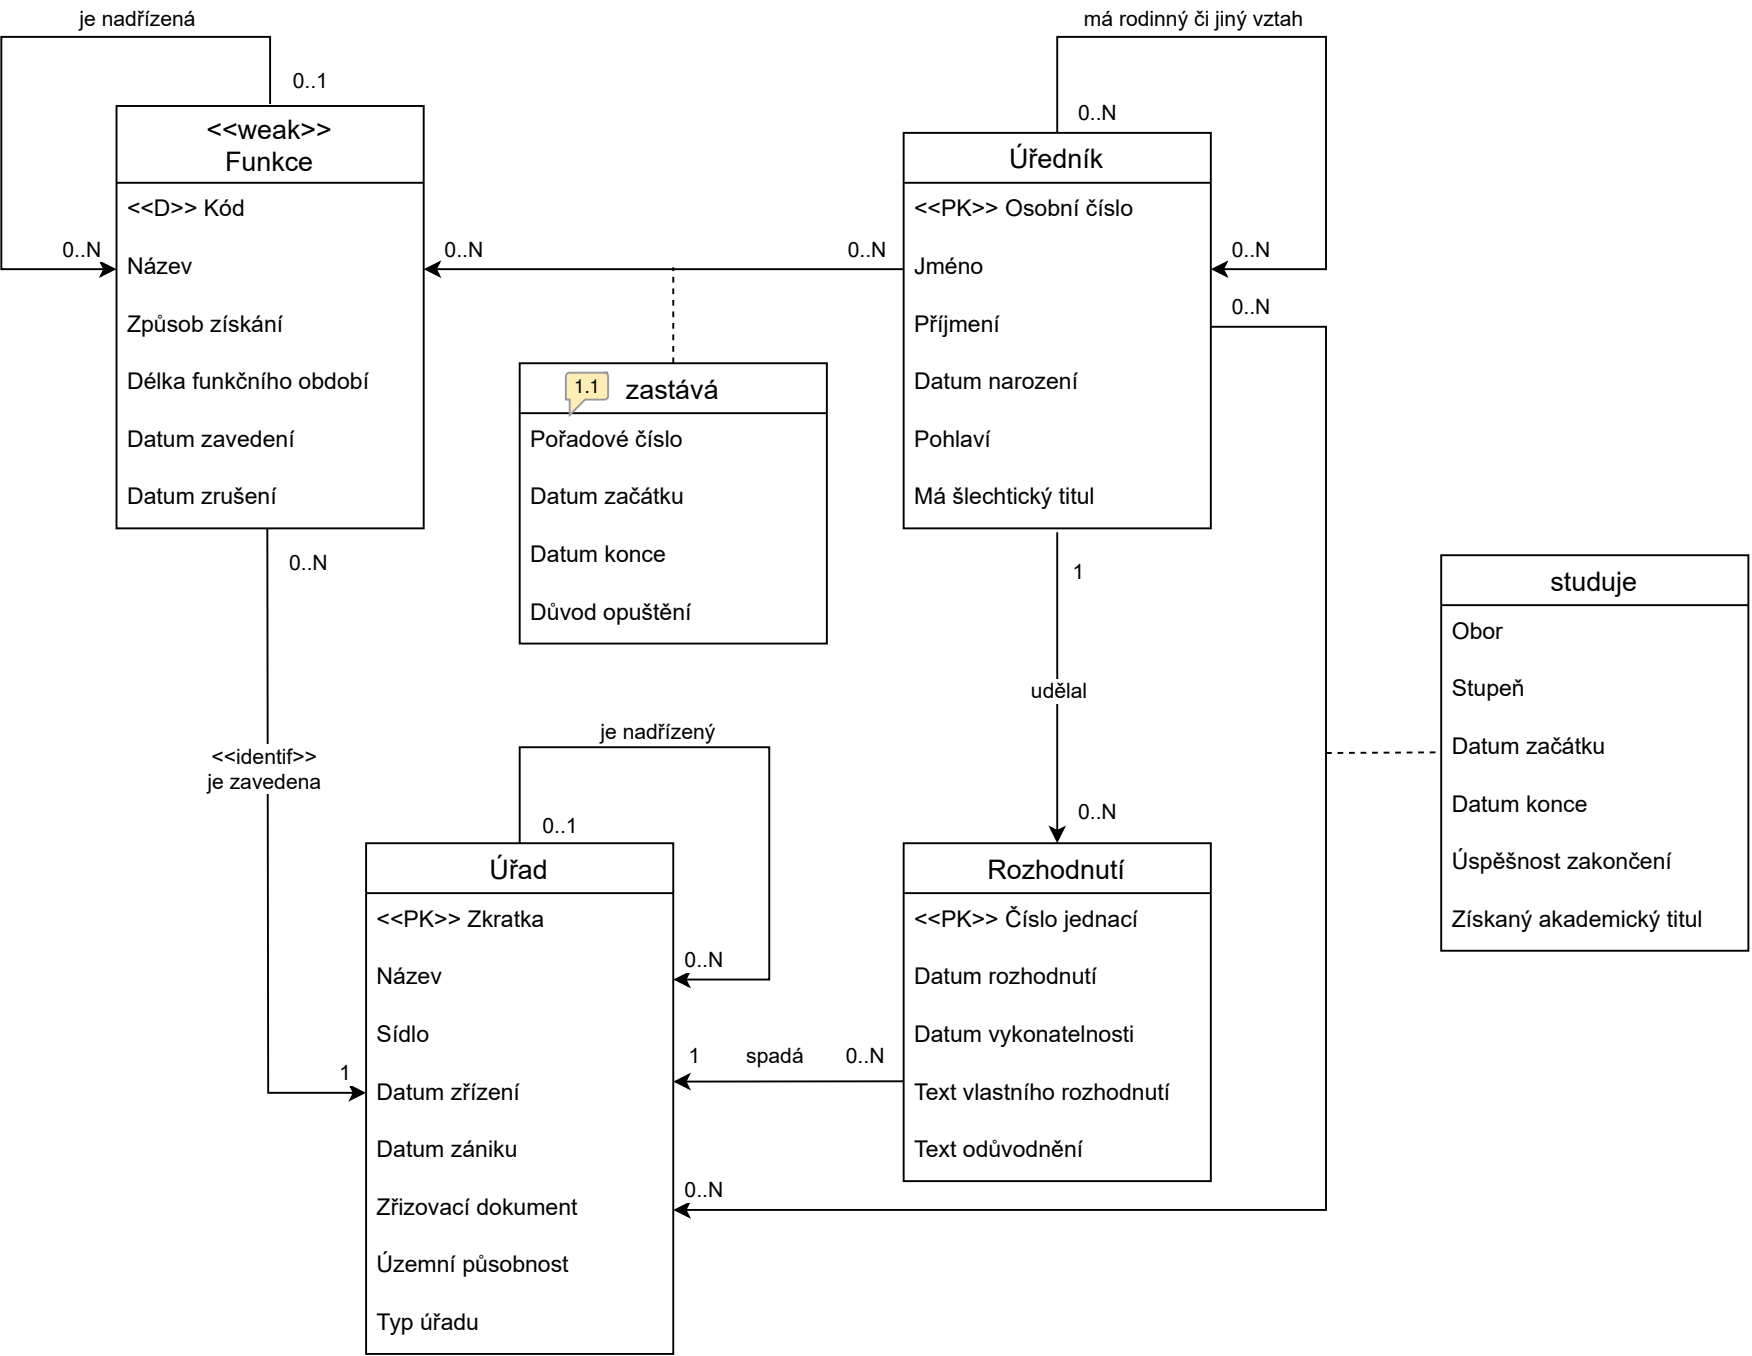 je nadřízená
0..1
0..N
<<weak>>
Funkce
<<D>> Kód
Název
Způsob získání
Délka funkčního období
Datum zavedení
Datum zrušení
0..N
0..N
má rodinný či jiný vztah
0..N
0..N
Úředník
<<PK>> Osobní číslo
Jméno
Příjmení
Datum narození
Pohlaví
Má šlechtický titul
0..N
1.1
zastává
Pořadové číslo
Datum začátku
Datum konce
Důvod opuštění
0..N
<<identif>>
je zavedena
1
1
udělal
0..N
studuje
Obor
Stupeň
Datum začátku
Datum konce
Úspěšnost zakončení
Získaný akademický titul
je nadřízený
0..1
0..N
Úřad
<<PK>> Zkratka
Název
Sídlo
Datum zřízení
Datum zániku
Zřizovací dokument
Územní působnost
Typ úřadu
1 spadá 0..N
0..N
Rozhodnutí
<<PK>> Číslo jednací
Datum rozhodnutí
Datum vykonatelnosti
Text vlastního rozhodnutí
Text odůvodnění